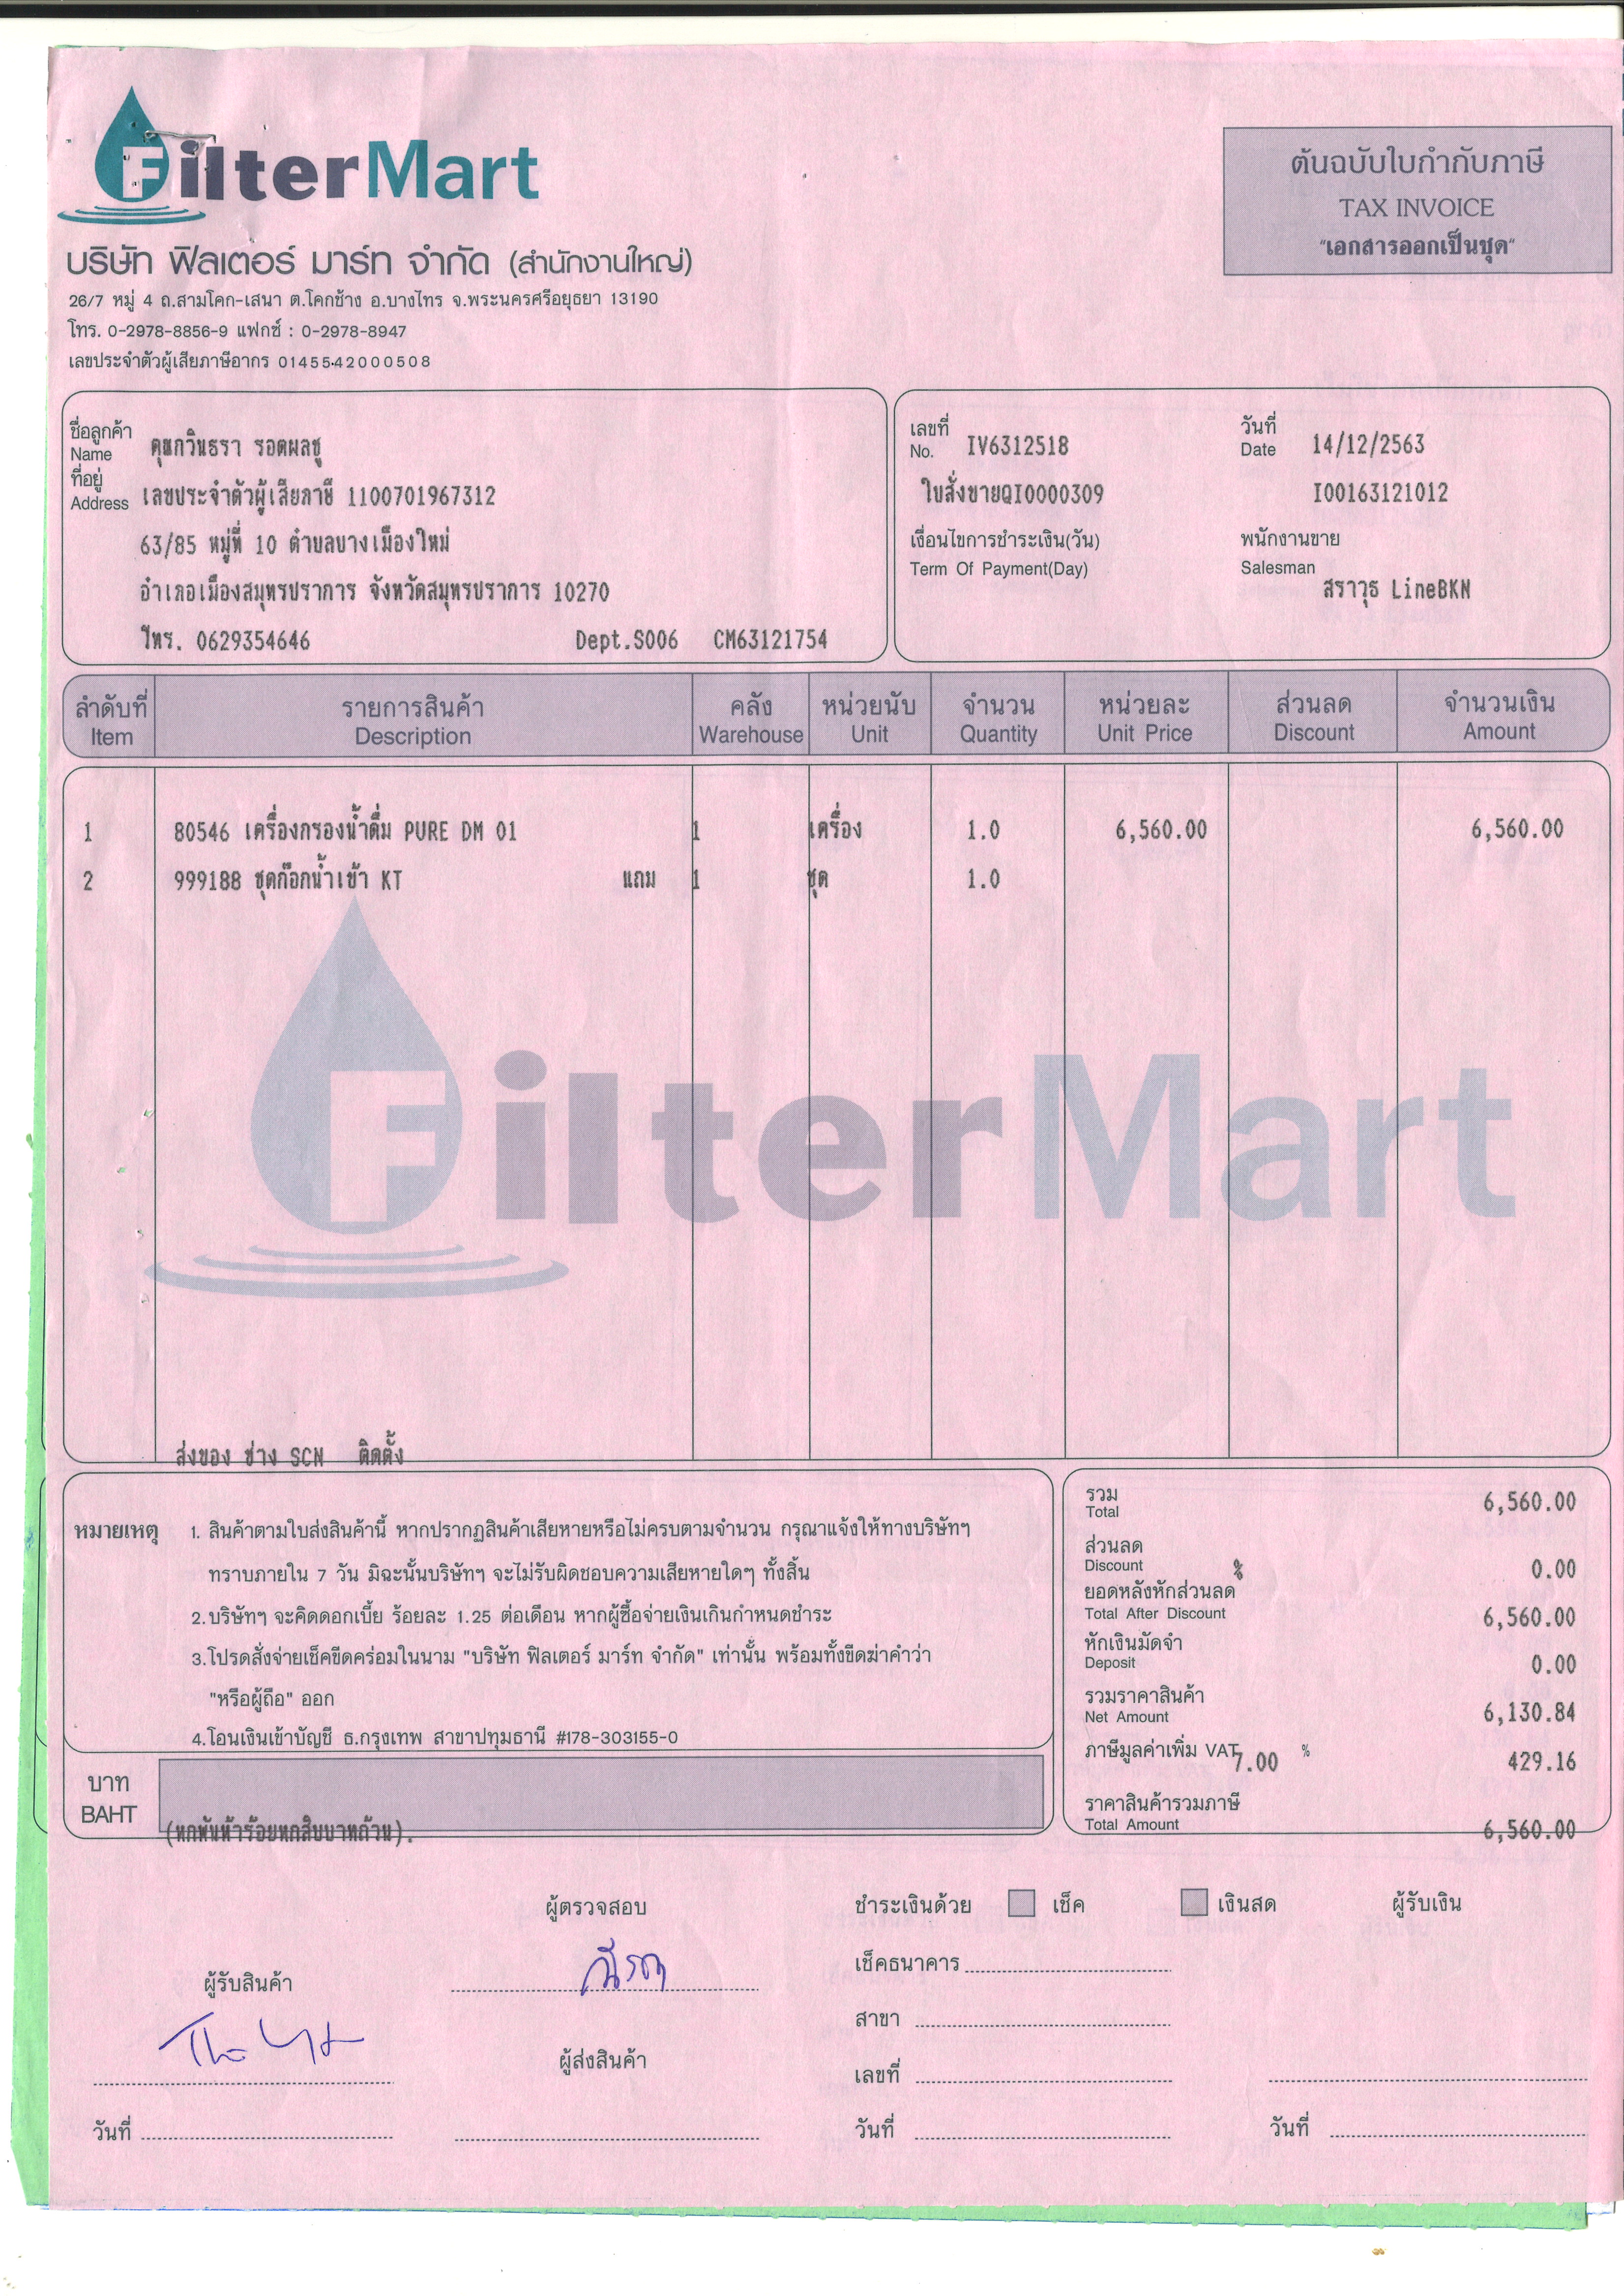 FilterMart
ต้นฉบับใบกำกับภาษี
TAX INVOICE
"เอกสารออกเป็นชุด"
บริษัท ฟิลเตอร์ มาร์ท จำกัด (สำนักงานใหญ่)
26/7 หมู่ 4 ถ.สามโคก-เสนา ต.โคกช้าง อ.บางไทร จ.พระนครศรีอยุธยา 13190
โทร. 0-2978-8856-9 แฟกซ์ : 0-2978-8947
เลขประจำตัวผู้เสียภาษีอากร 0145542000508
ชื่อลูกค้า
Name คุณกวินธรา รอดผลชู
ที่อยู่
Address เลขประจำตัวผู้เสียภาษี 1100701967312
63/85 หมู่ที่ 10 ตำบลบางเมืองใหม่
อำเภอเมืองสมุทรปราการ จังหวัดสมุทรปราการ 10270
โทร. 0629354646 Dept.S006 CM63121754
เลขที่ วันที่
No. IV6312518 Date 14/12/2563
ใบสั่งขายQI0000309 I00163121012
เงื่อนไขการชำระเงิน(วัน) พนักงานขาย
Term Of Payment(Day) Salesman
สราวุธ LineBKN
ลำดับที่ รายการสินค้า คลัง หน่วยนับ จำนวน หน่วยละ ส่วนลด จำนวนเงิน
Item Description Warehouse Unit Quantity Unit Price Discount Amount
1 80546 เครื่องกรองน้ำดื่ม PURE DM 01 1 เครื่อง 1.0 6,560.00 6,560.00
2 999188 ชุดก๊อกน้ำเข้า KT แถม 1 ชุด 1.0
FilterMart
ส่งของ ช่าง SCN ติดตั้ง
หมายเหตุ 1. สินค้าตามใบส่งสินค้านี้ หากปรากฏสินค้าเสียหายหรือไม่ครบตามจำนวน กรุณาแจ้งให้ทางบริษัทฯ
ทราบภายใน 7 วัน มิฉะนั้นบริษัทฯ จะไม่รับผิดชอบความเสียหายใดๆ ทั้งสิ้น
2.บริษัทฯ จะคิดดอกเบี้ย ร้อยละ 1.25 ต่อเดือน หากผู้ซื้อจ่ายเงินเกินกำหนดชำระ
3.โปรดสั่งจ่ายเช็คขีดคร่อมในนาม "บริษัท ฟิลเตอร์ มาร์ท จำกัด" เท่านั้น พร้อมทั้งขีดฆ่าคำว่า
"หรือผู้ถือ" ออก
4.โอนเงินเข้าบัญชี ธ.กรุงเทพ สาขาปทุมธานี #178-303155-0
รวม
Total 6,560.00
ส่วนลด
Discount % 0.00
ยอดหลังหักส่วนลด
Total After Discount 6,560.00
หักเงินมัดจำ
Deposit 0.00
รวมราคาสินค้า
Net Amount 6,130.84
ภาษีมูลค่าเพิ่ม VAT 7.00 % 429.16
ราคาสินค้ารวมภาษี
Total Amount 6,560.00
บาท
BAHT
(หกพันห้าร้อยหกสิบบาทถ้วน).
ผู้ตรวจสอบ ชำระเงินด้วย เช็ค เงินสด ผู้รับเงิน
ผู้รับสินค้า เช็คธนาคาร
สาขา
ผู้ส่งสินค้า เลขที่
วันที่ วันที่ วันที่